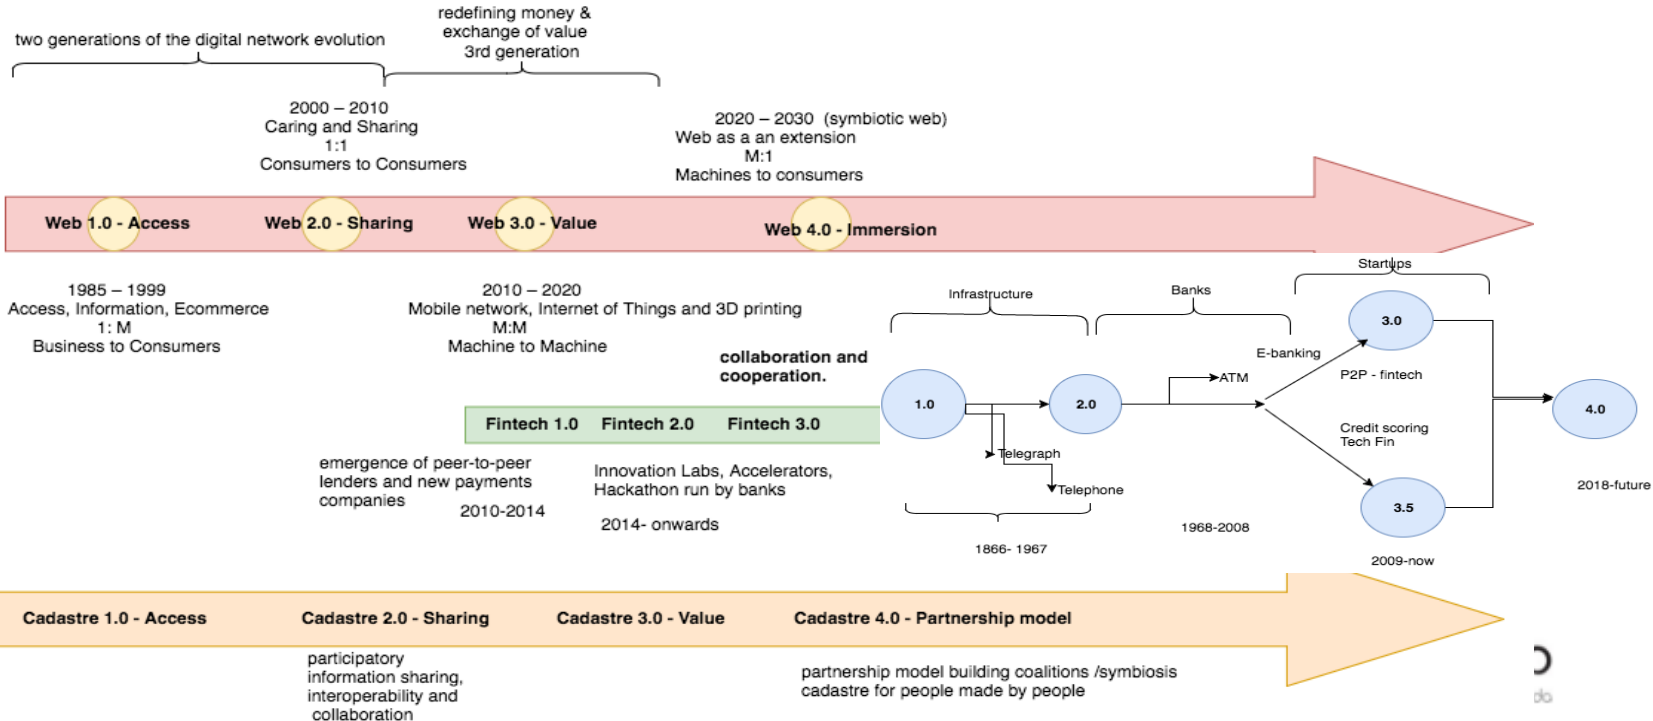 two generations of the digital network evolution
redefining money &
exchange of value
3rd generation
2000 – 2010
Caring and Sharing
1:1
Consumers to Consumers
2020 – 2030  (symbiotic web)
Web as a an extension
M:1
Machines to consumers
Web 1.0 - Access
Web 2.0 - Sharing
Web 3.0 - Value
Web 4.0 - Immersion
1985 – 1999
Access, Information, Ecommerce
1: M
Business to Consumers
2010 – 2020
Mobile network, Internet of Things and 3D printing
M:M
Machine to Machine
collaboration and
cooperation.
Fintech 1.0
Fintech 2.0
Fintech 3.0
emergence of peer-to-peer
lenders and new payments
companies
2010-2014
Innovation Labs, Accelerators,
Hackathon run by banks
2014- onwards
Infrastructure
Banks
Startups
1.0
2.0
3.0
3.5
4.0
ATM
E-banking
P2P - fintech
Credit scoring
Tech Fin
Telegraph
Telephone
1866- 1967
1968-2008
2009-now
2018-future
Cadastre 1.0 - Access
Cadastre 2.0 - Sharing
Cadastre 3.0 - Value
Cadastre 4.0 - Partnership model
participatory
information sharing,
interoperability and
collaboration
partnership model building coalitions /symbiosis
cadastre for people made by people